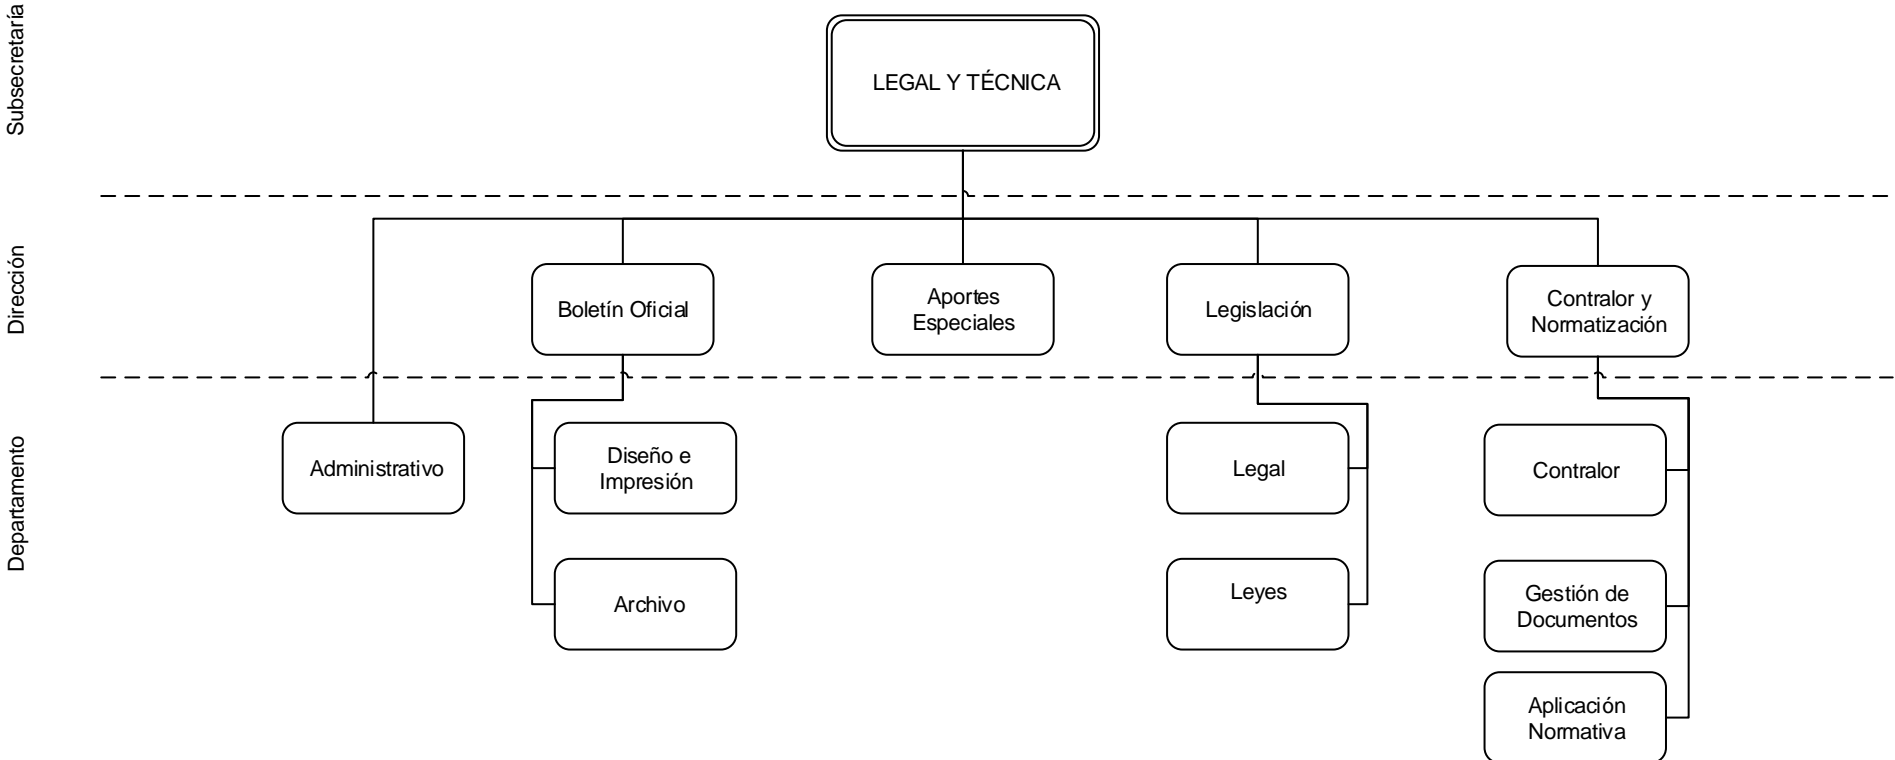 Subsecretaría
LEGAL Y TÉCNICA
Dirección
Boletín Oficial
Aportes
Especiales
Legislación
Contralor y
Normatización
Departamento
Administrativo
Diseño e
Impresión
Legal
Contralor
Archivo
Leyes
Gestión de
Documentos
Aplicación
Normativa